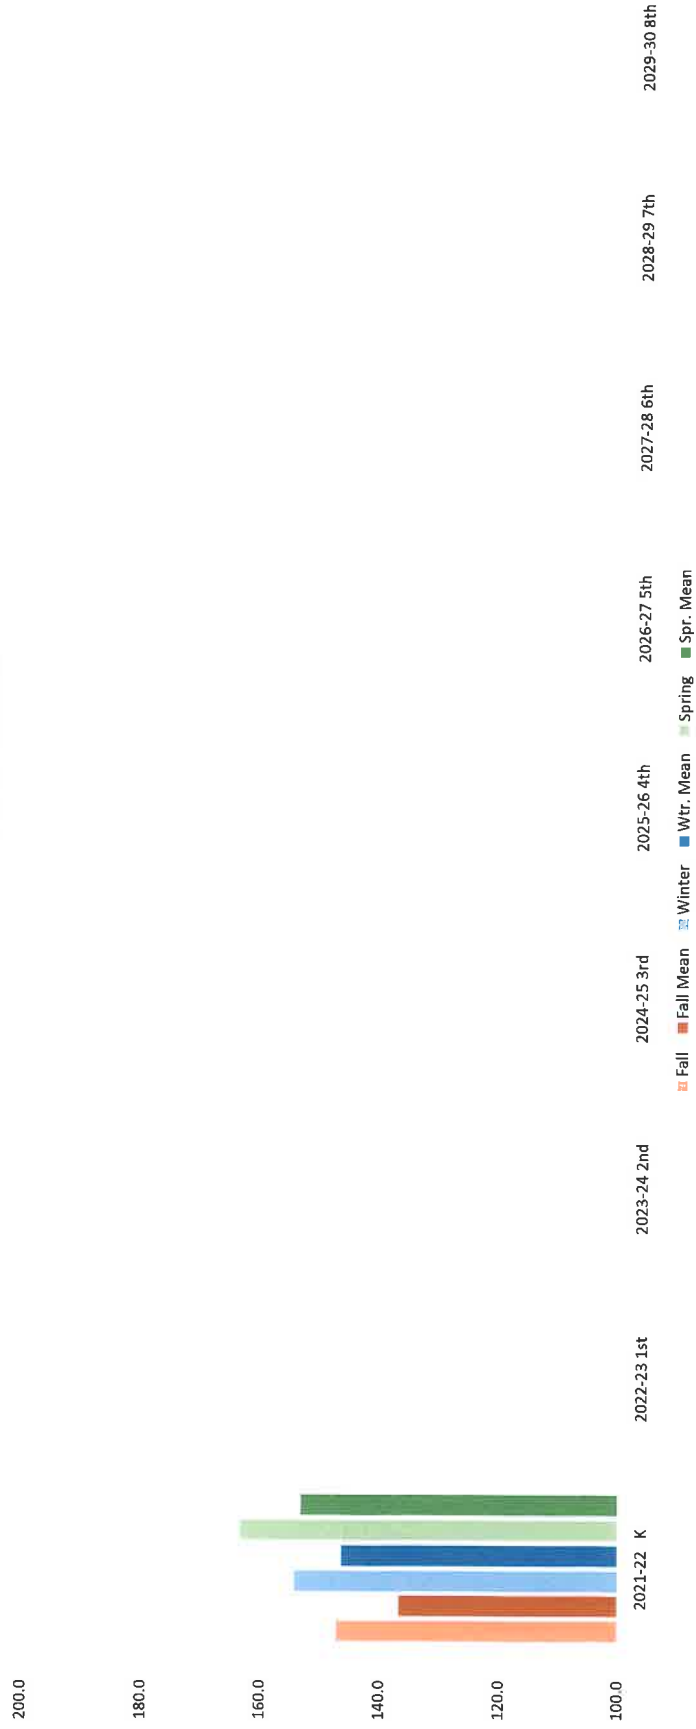 200.0
180.0
160.0
140.0
120.0
100.0
2021-22 K
2022-23 1st
2023-24 2nd
2024-25 3rd
2025-26 4th
2026-27 5th
2027-28 6th
2028-29 7th
2029-30 8th
Fall Fall Mean Winter Wtr. Mean Spring Spr. Mean